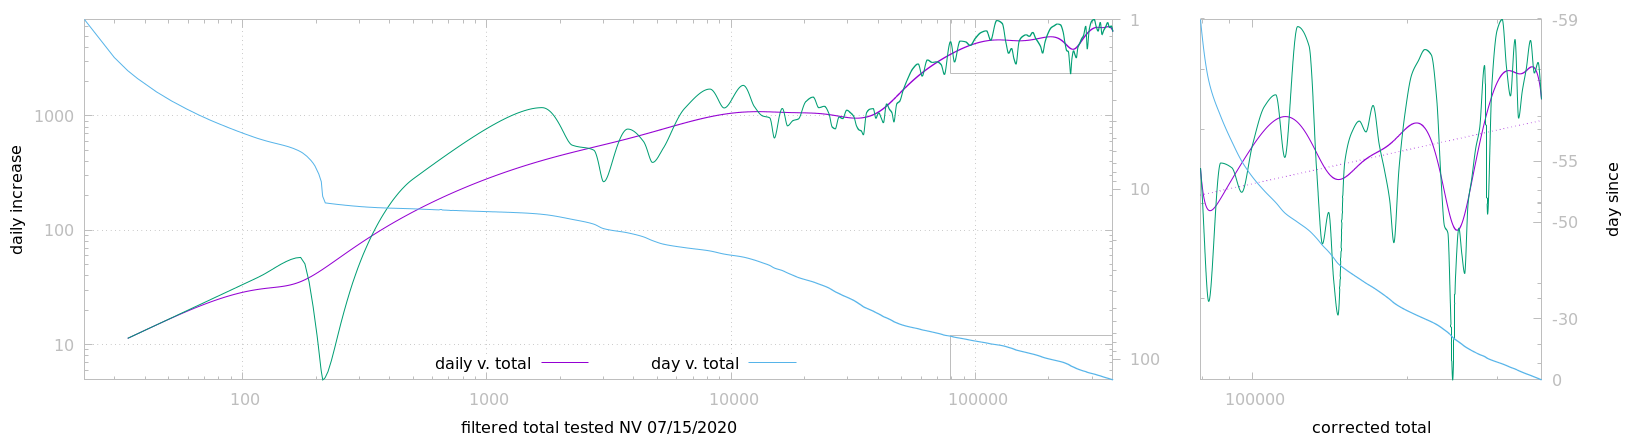 1000
100
10
daily increase
1
10
100
daily v. total
day v. total
100
1000
10000
100000
filtered total tested NV 07/15/2020
-59
-55
-50
-30
0
day since
100000
corrected total